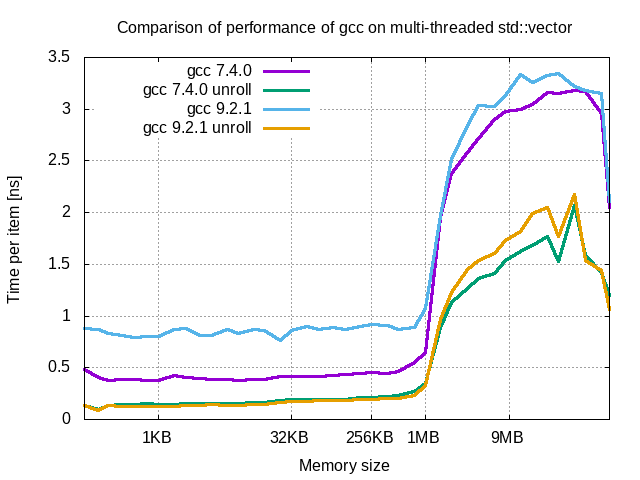 Comparison of performance of gcc on multi-threaded std::vector
3.5
3
2.5
2
1.5
1
0.5
0
Time per item [ns]
gcc 7.4.0
gcc 7.4.0 unroll
gcc 9.2.1
gcc 9.2.1 unroll
1KB 32KB 256KB 1MB 9MB
Memory size